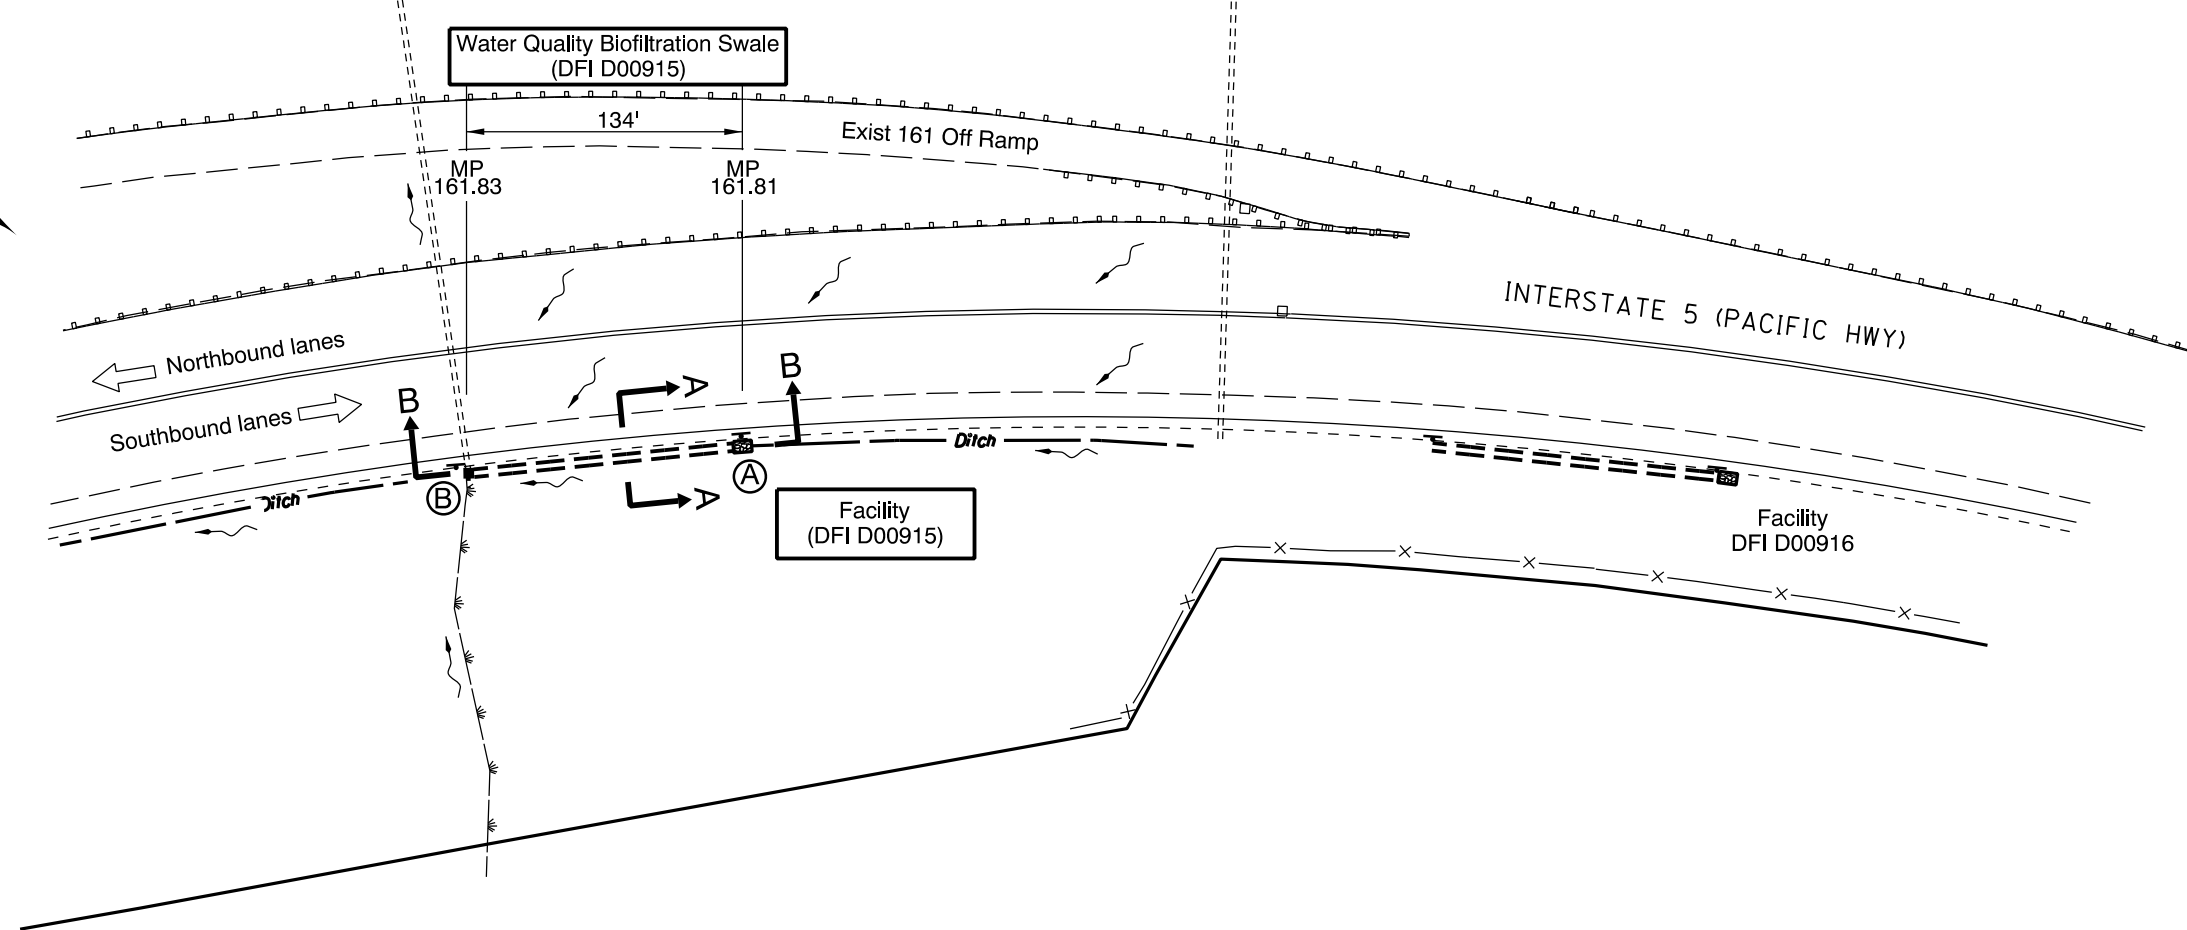 Water Quality Biofiltration Swale
(DFI D00915)
134'
Exist 161 Off Ramp
MP
161.83
MP
161.81
INTERSTATE 5 (PACIFIC HWY)
Northbound lanes
Southbound lanes
B
A
B
Ditch
Ditch
B
A
A
Facility
(DFI D00915)
Facility
DFI D00916